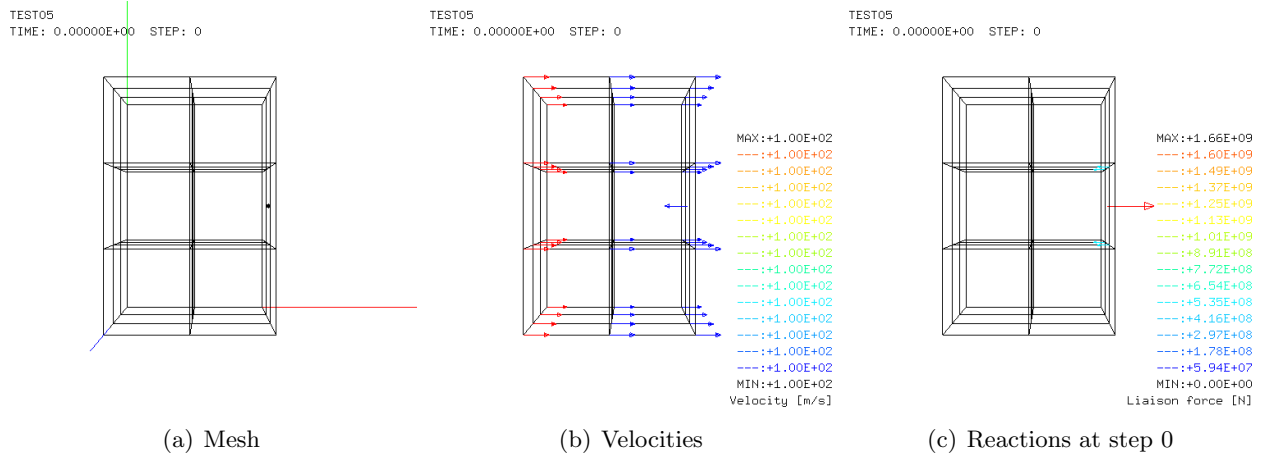 TEST05
TIME: 0.00000E+00 STEP: 0
TEST05
TIME: 0.00000E+00 STEP: 0
MAX:+1.00E+02
---:+1.00E+02
---:+1.00E+02
---:+1.00E+02
---:+1.00E+02
---:+1.00E+02
---:+1.00E+02
---:+1.00E+02
---:+1.00E+02
---:+1.00E+02
---:+1.00E+02
---:+1.00E+02
---:+1.00E+02
---:+1.00E+02
---:+1.00E+02
MIN:+1.00E+02
Velocity [m/s]
TEST05
TIME: 0.00000E+00 STEP: 0
MAX:+1.66E+09
---:+1.60E+09
---:+1.49E+09
---:+1.37E+09
---:+1.25E+09
---:+1.13E+09
---:+1.01E+09
---:+8.91E+08
---:+7.72E+08
---:+6.54E+08
---:+5.35E+08
---:+4.16E+08
---:+2.97E+08
---:+1.78E+08
---:+5.94E+07
MIN:+0.00E+00
Liaison force [N]
(a) Mesh
(b) Velocities
(c) Reactions at step 0